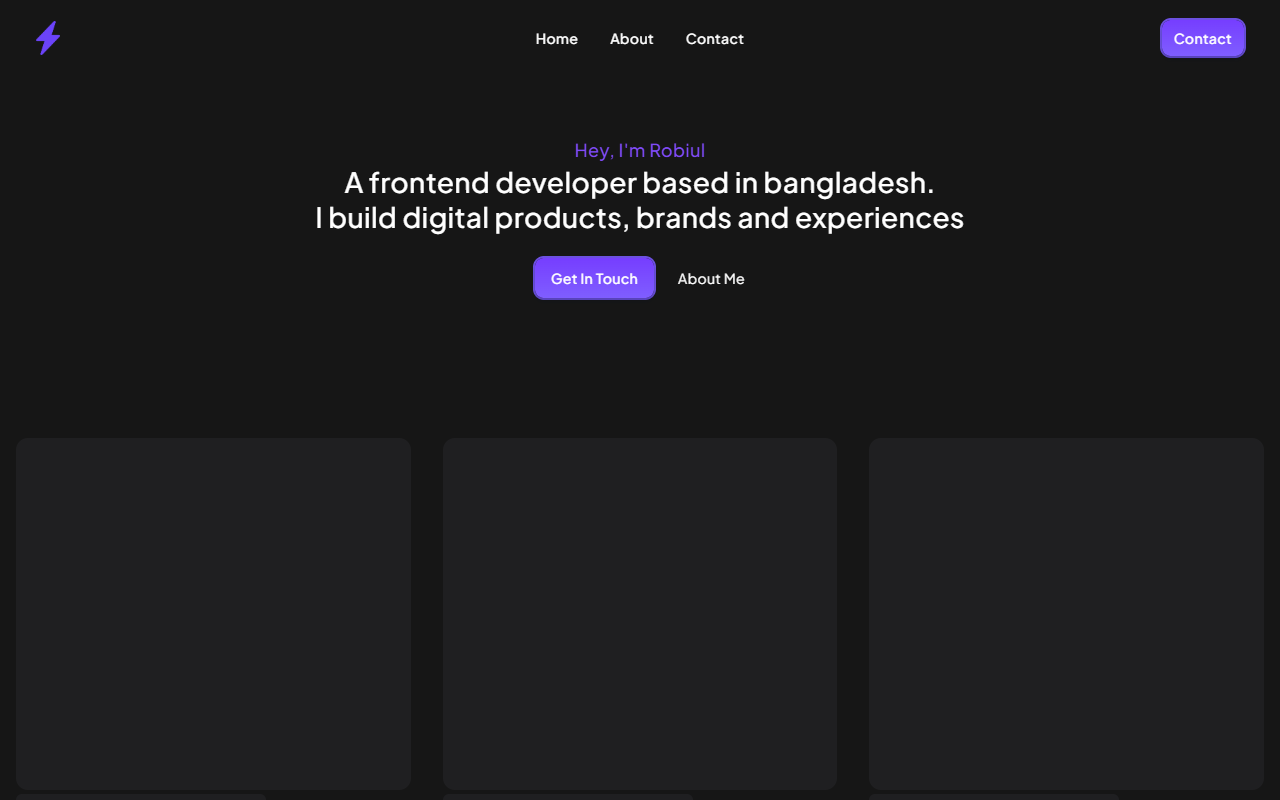 Home About Contact Contact
Hey, I'm Robiul
A frontend developer based in bangladesh.
I build digital products, brands and experiences
Get In Touch About Me